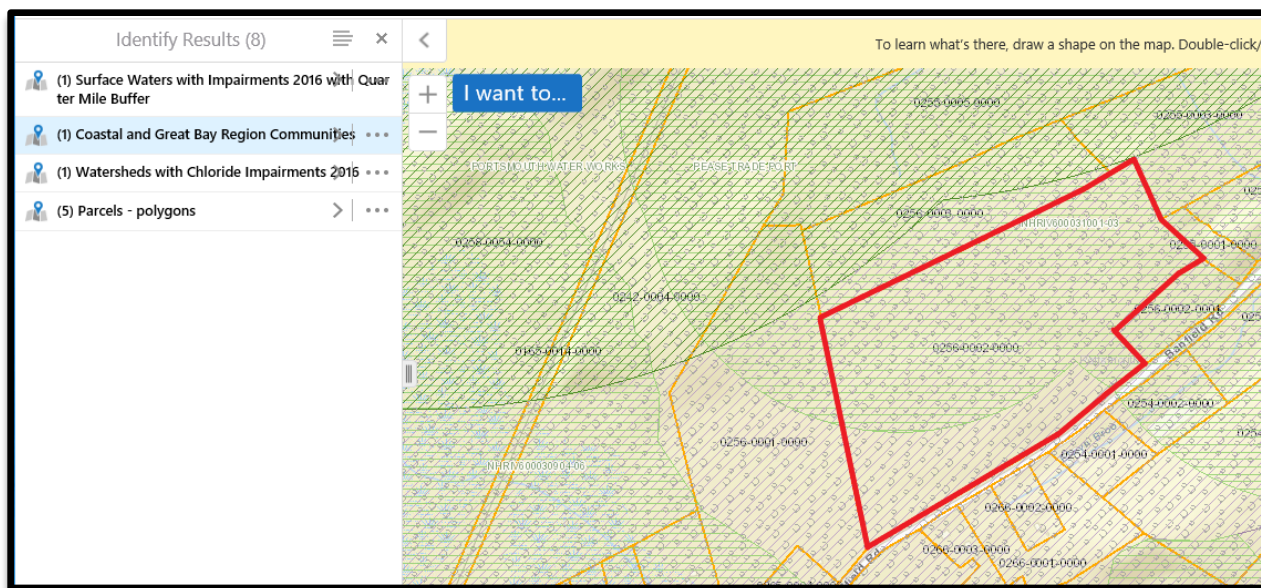 Identify Results (8)
To learn what's there, draw a shape on the map. Double-click/
(1) Surface Waters with Impairments 2016 with Quar
ter Mile Buffer
(1) Coastal and Great Bay Region Communities
(1) Watersheds with Chloride Impairments 2016
(5) Parcels - polygons
I want to...
0255-0005-0000
0255-0003-0000
PORTSMOUTH WATER WORKS
PEASE TRADE PORT
0256-0003-0000
NHRIV600031001-03
0258-0054-0000
0242-0004-0000
0256-0002-0001
Banfield Rd
0165-0014-0000
0256-0002-0000
0254-0002-0000
0256-0001-0000
0254-0001-0000
NHRIV600030904-06
0266-0002-0000
0266-0003-0000
0266-0001-0000